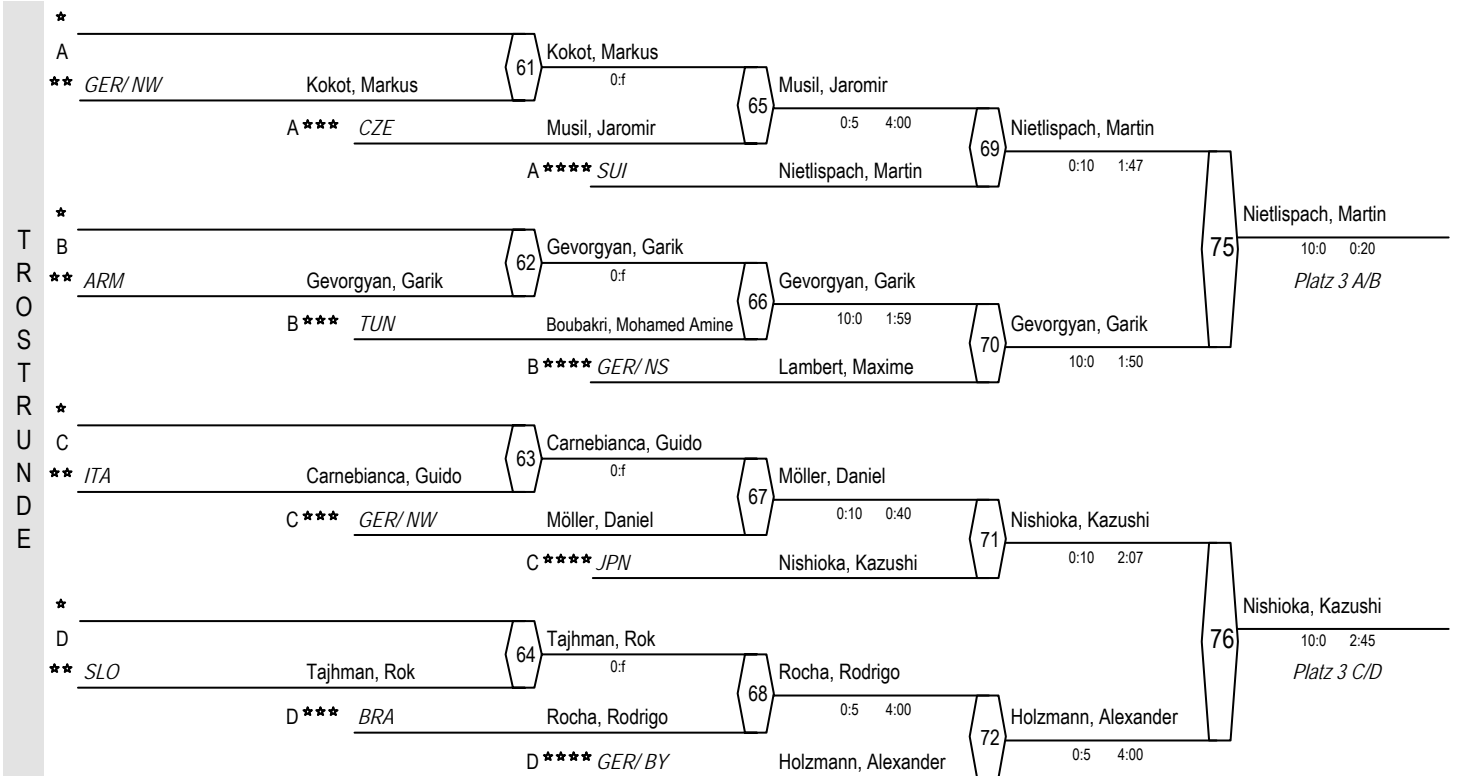 TROSTRUNDE
★
A
★★ GER/NW Kokot, Markus
61
Kokot, Markus
0:f
A ★★★ CZE Musil, Jaromir
65
Musil, Jaromir
0:5 4:00
A ★★★★ SUI Nietlispach, Martin
69
Nietlispach, Martin
0:10 1:47
★
B
★★ ARM Gevorgyan, Garik
62
Gevorgyan, Garik
0:f
B ★★★ TUN Boubakri, Mohamed Amine
66
Gevorgyan, Garik
10:0 1:59
B ★★★★ GER/NS Lambert, Maxime
70
Gevorgyan, Garik
10:0 1:50
75
Nietlispach, Martin
10:0 0:20
Platz 3 A/B
★
C
★★ ITA Carnebianca, Guido
63
Carnebianca, Guido
0:f
C ★★★ GER/NW Möller, Daniel
67
Möller, Daniel
0:10 0:40
C ★★★★ JPN Nishioka, Kazushi
71
Nishioka, Kazushi
0:10 2:07
★
D
★★ SLO Tajhman, Rok
64
Tajhman, Rok
0:f
D ★★★ BRA Rocha, Rodrigo
68
Rocha, Rodrigo
0:5 4:00
D ★★★★ GER/BY Holzmann, Alexander
72
Holzmann, Alexander
0:5 4:00
76
Nishioka, Kazushi
10:0 2:45
Platz 3 C/D